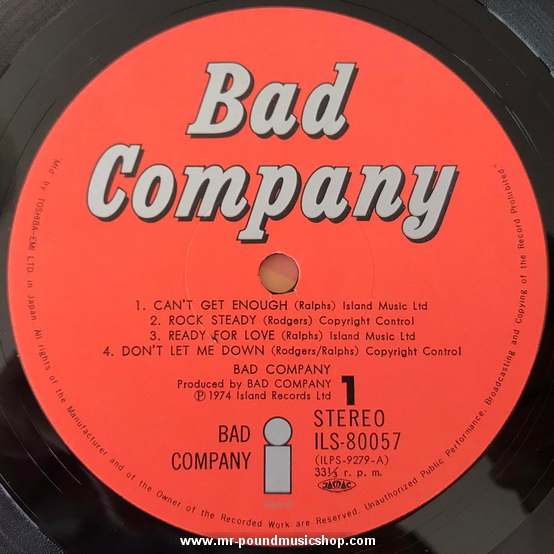 Bad
Company
1. CAN'T GET ENOUGH (Ralphs) Island Music Ltd
2. ROCK STEADY (Rodgers) Copyright Control
3. READY FOR LOVE (Ralphs) Island Music Ltd
4. DON'T LET ME DOWN (Rodgers/Ralphs) Copyright Control
BAD COMPANY
Produced by BAD COMPANY
Ⓟ 1974 Island Records Ltd
1
BAD
COMPANY
i
STEREO
ILS-80057
(ILPS-9279-A)
33⅓ r. p. m.
JASRAC
Mfd by TOSHIBA-EMI LTD. in Japan. All rights of the Manufacturer and of the Owner of the Recorded Work are Reserved. Unauthorized Public Performance, Broadcasting and Copying of the Record Prohibited
www.mr-poundmusicshop.com